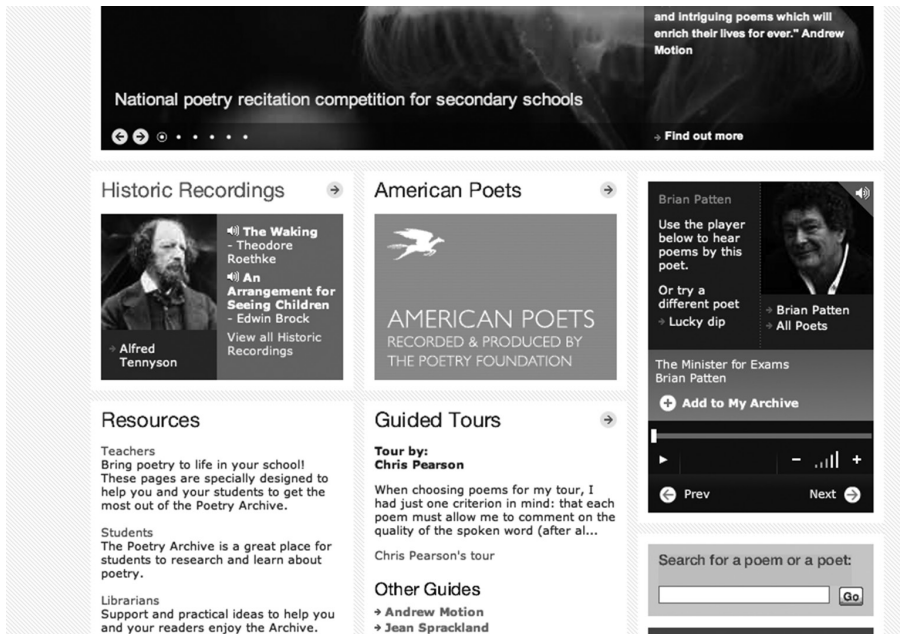 and intriguing poems which will
enrich their lives for ever." Andrew
Motion
National poetry recitation competition for secondary schools
Find out more
Historic Recordings
The Waking
- Theodore
Roethke
An
Arrangement for
Seeing Children
- Edwin Brock
View all Historic
Recordings
Alfred
Tennyson
American Poets
AMERICAN POETS
RECORDED & PRODUCED BY
THE POETRY FOUNDATION
Brian Patten
Use the player
below to hear
poems by this
poet.
Or try a
different poet
Lucky dip
Brian Patten
All Poets
The Minister for Exams
Brian Patten
Add to My Archive
Prev
Next
Resources
Teachers
Bring poetry to life in your school!
These pages are specially designed to
help you and your students to get the
most out of the Poetry Archive.
Students
The Poetry Archive is a great place for
students to research and learn about
poetry.
Librarians
Support and practical ideas to help you
and your readers enjoy the Archive.
Guided Tours
Tour by:
Chris Pearson
When choosing poems for my tour, I
had just one criterion in mind: that each
poem must allow me to comment on the
quality of the spoken word (after al...
Chris Pearson's tour
Other Guides
Andrew Motion
Jean Sprackland
Search for a poem or a poet:
Go